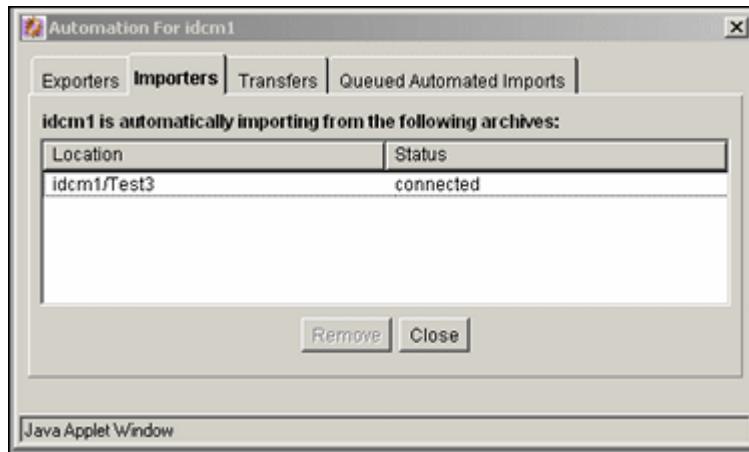 Automation For idcm1
Exporters Importers Transfers Queued Automated Imports
idcm1 is automatically importing from the following archives:
Location Status
idcm1/Test3 connected
Remove Close
Java Applet Window